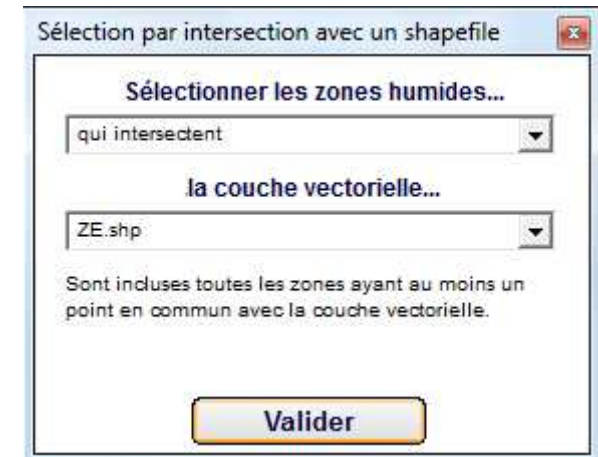 Sélection par intersection avec un shapefile
Sélectionner les zones humides...
qui intersectent
la couche vectorielle...
ZE.shp
Sont incluses toutes les zones ayant au moins un
point en commun avec la couche vectorielle.
Valider